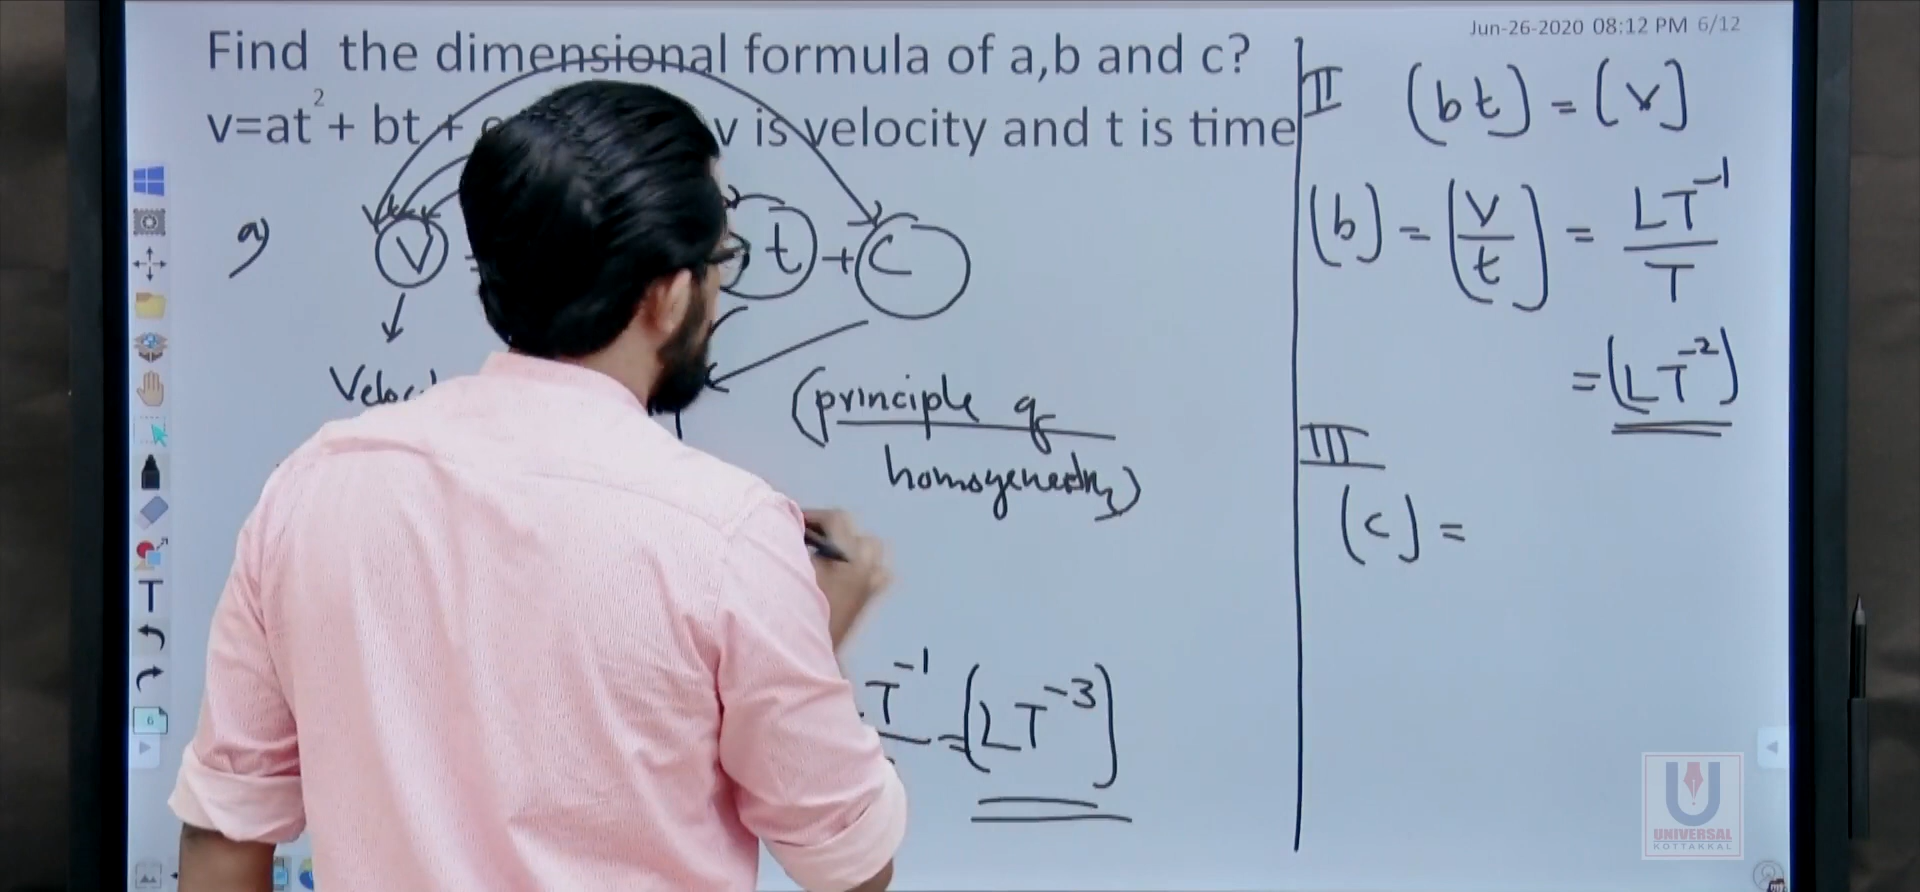 Jun-26-2020 08:12 PM 6/12
Find the dimensional formula of a,b and c?
v=at² + bt + v is velocity and t is time
a)
V t + C
Veloc
(principle of
homogeneity)
T⁻¹ = (LT⁻³)
II (bt) = (v)
(b) = (v/t) = LT⁻¹/T
= (LT⁻²)
III
(c) =
T
6
U
UNIVERSAL
KOTTAKKAL